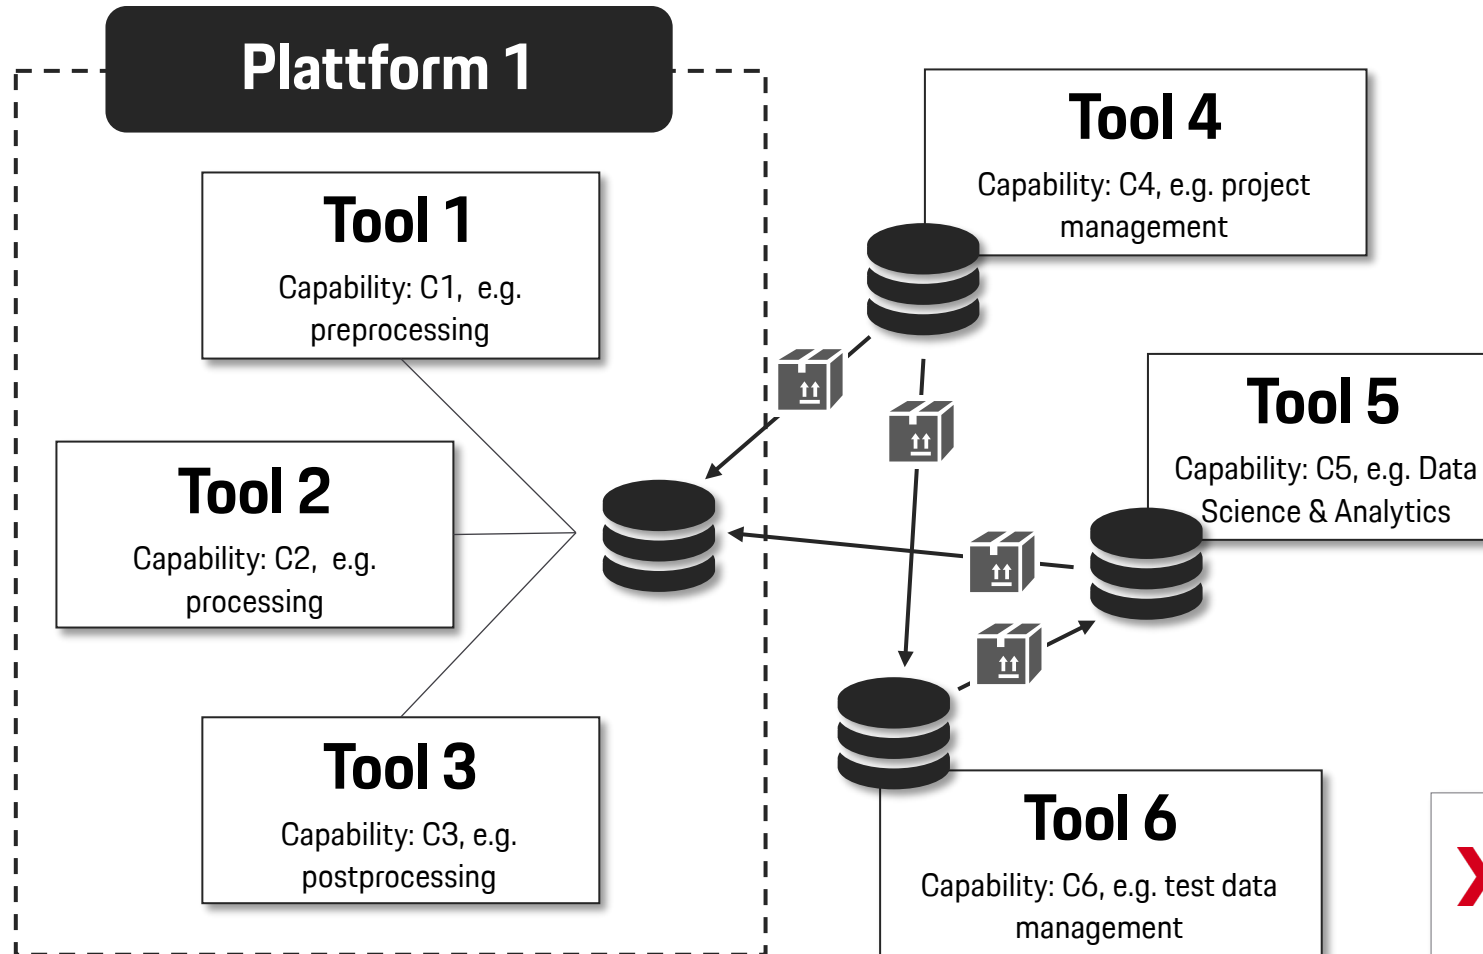 Plattform 1
Tool 1
Capability: C1, e.g.
preprocessing
Tool 2
Capability: C2, e.g.
processing
Tool 3
Capability: C3, e.g.
postprocessing
Tool 4
Capability: C4, e.g. project
management
Tool 5
Capability: C5, e.g. Data
Science & Analytics
Tool 6
Capability: C6, e.g. test data
management